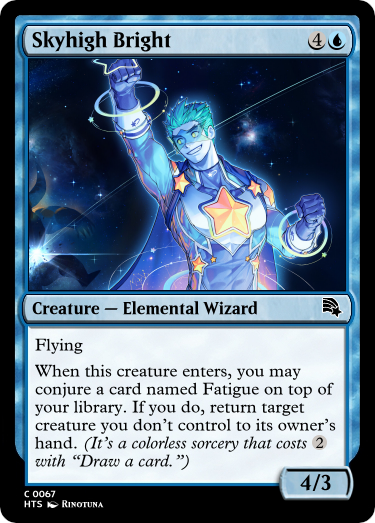 Skyhigh Bright 4
Creature — Elemental Wizard
Flying
When this creature enters, you may
conjure a card named Fatigue on top of
your library. If you do, return target
creature you don't control to its owner's
hand. (It's a colorless sorcery that costs 2
with “Draw a card.”)
4/3
C 0067
HTS Rinotuna